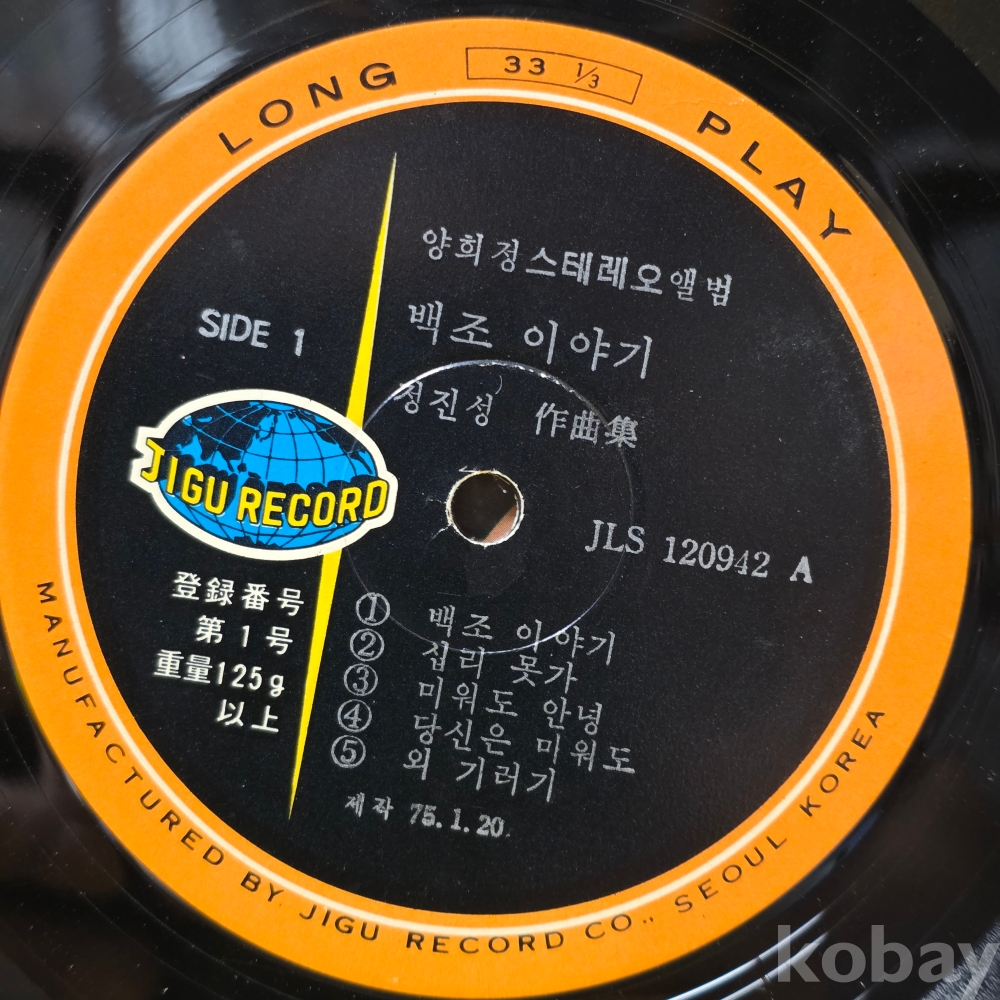 LONG 33 1/3 PLAY
양희정스테레오앨범
백조 이야기
정진성 作曲集
SIDE 1
JIGU RECORD
JLS 120942 A
登録番号
第1号
重量125g
以上
① 백조 이야기
② 십리 못가
③ 미워도 안녕
④ 당신은 미워도
⑤ 외 기러기
제작 75.1.20.
MANUFACTURED BY JIGU RECORD CO., SEOUL KOREA
kobay